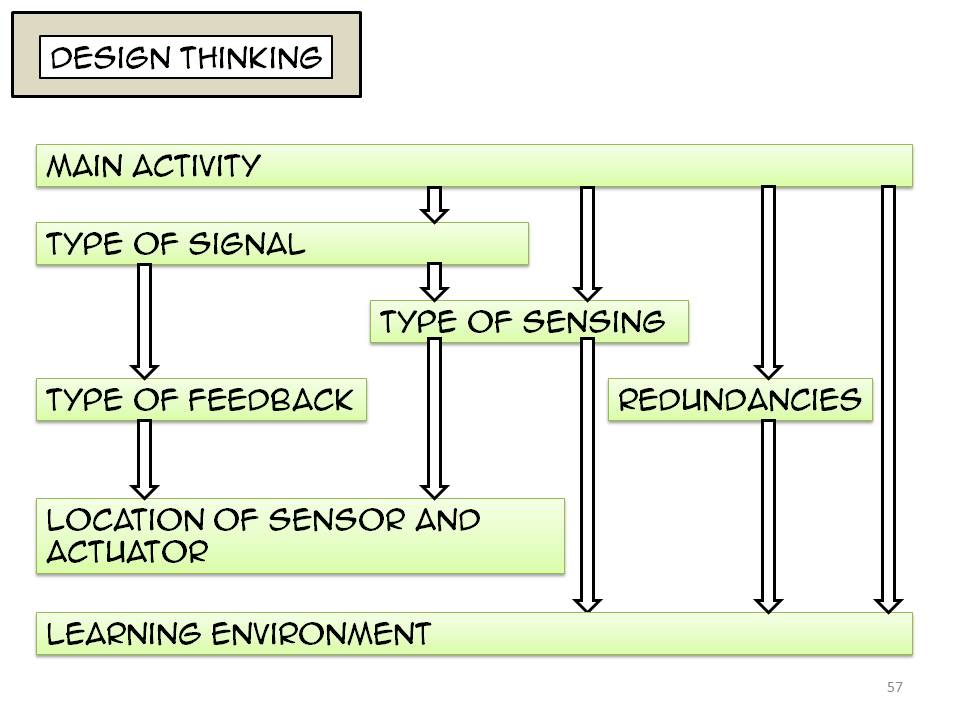 DESIGN THINKING
MAIN ACTIVITY
TYPE OF SIGNAL
TYPE OF SENSING
TYPE OF FEEDBACK
REDUNDANCIES
LOCATION OF SENSOR AND
ACTUATOR
LEARNING ENVIRONMENT
57